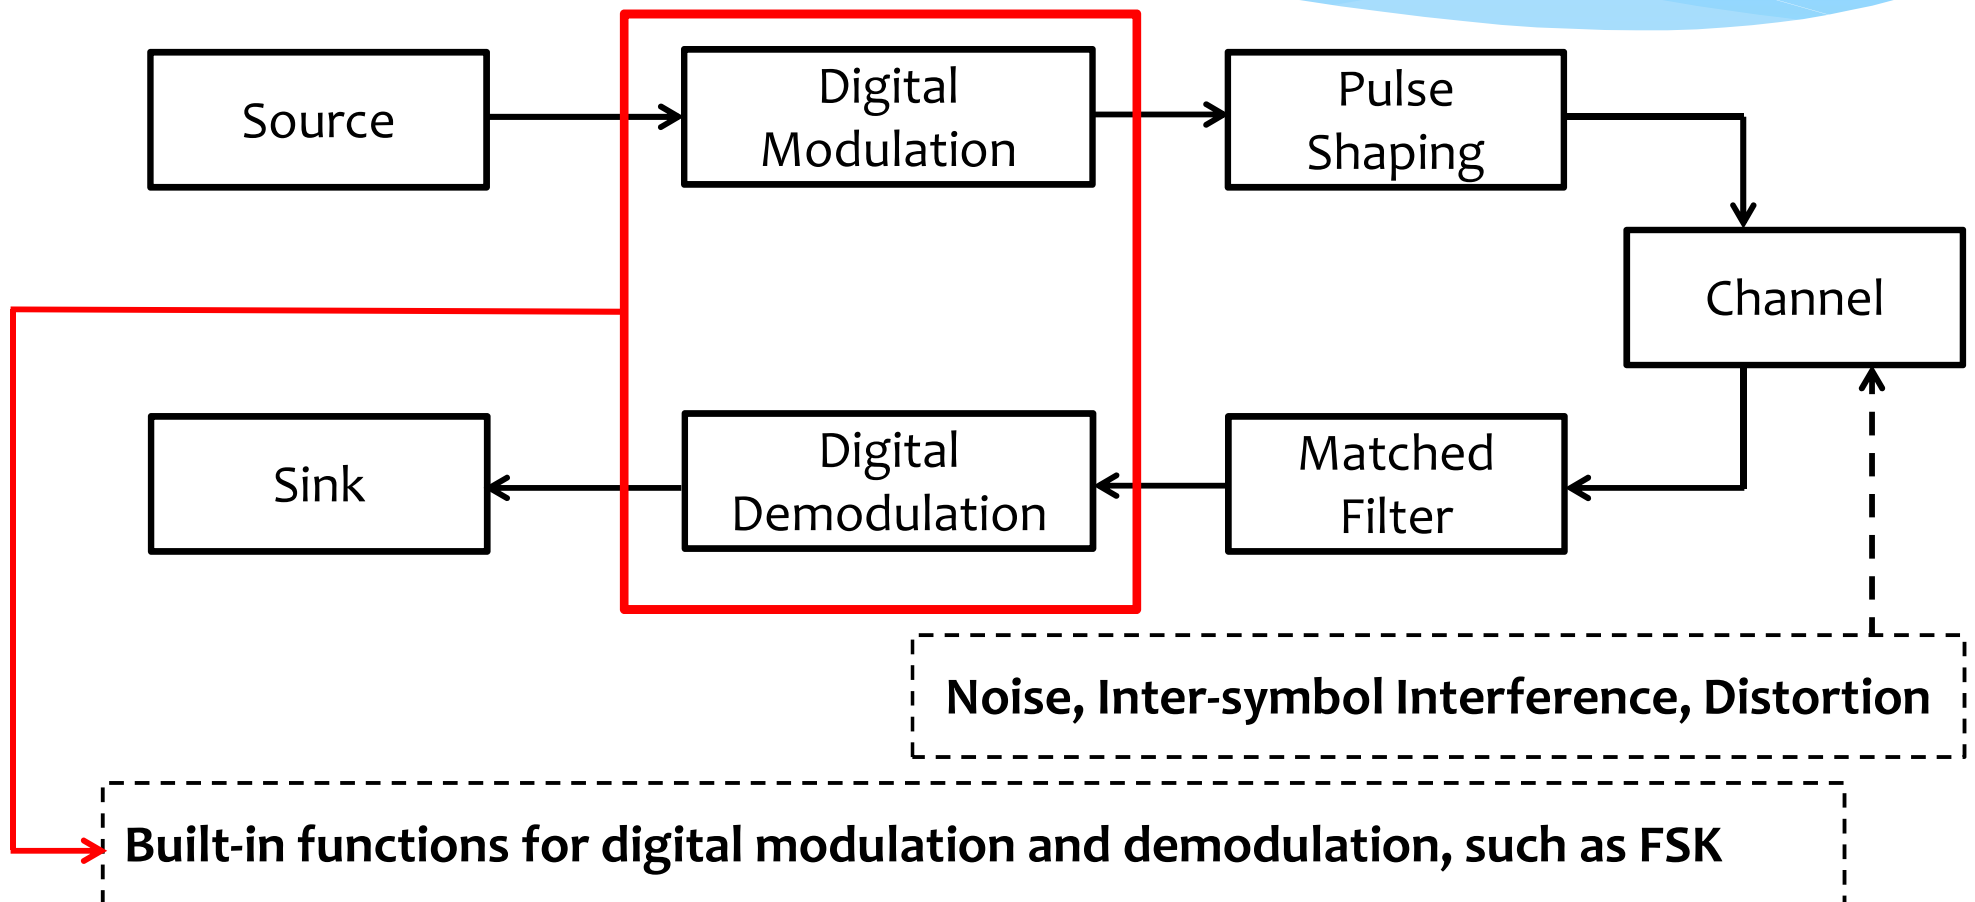 Source
Digital
Modulation
Pulse
Shaping
Channel
Sink
Digital
Demodulation
Matched
Filter
Noise, Inter-symbol Interference, Distortion
Built-in functions for digital modulation and demodulation, such as FSK